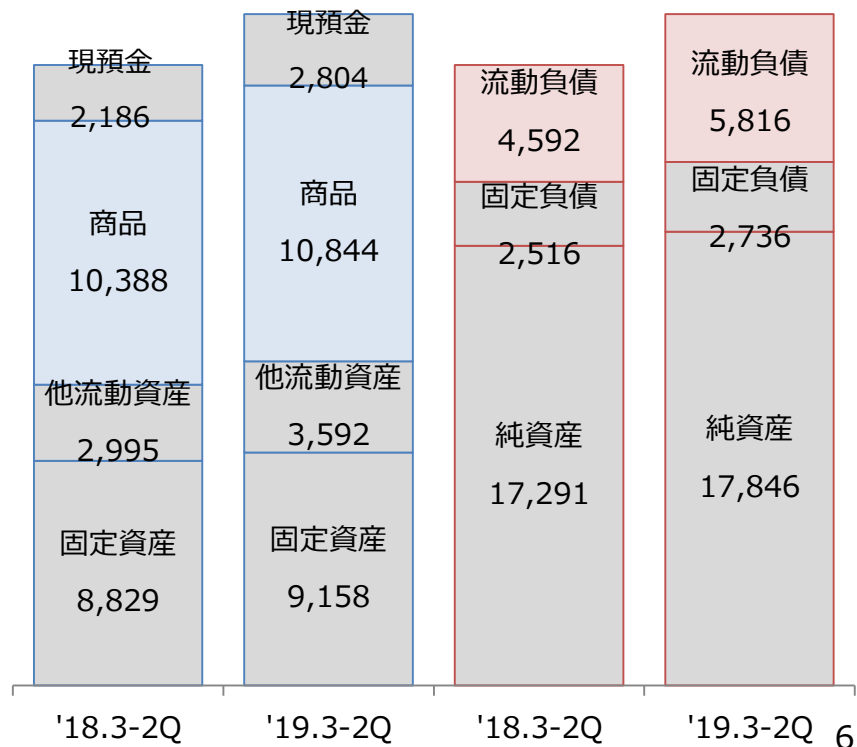 現預金
2,186
商品
10,388
他流動資産
2,995
固定資産
8,829
現預金
2,804
商品
10,844
他流動資産
3,592
固定資産
9,158
流動負債
4,592
固定負債
2,516
純資産
17,291
流動負債
5,816
固定負債
2,736
純資産
17,846
'18.3-2Q
'19.3-2Q
'18.3-2Q
'19.3-2Q
6